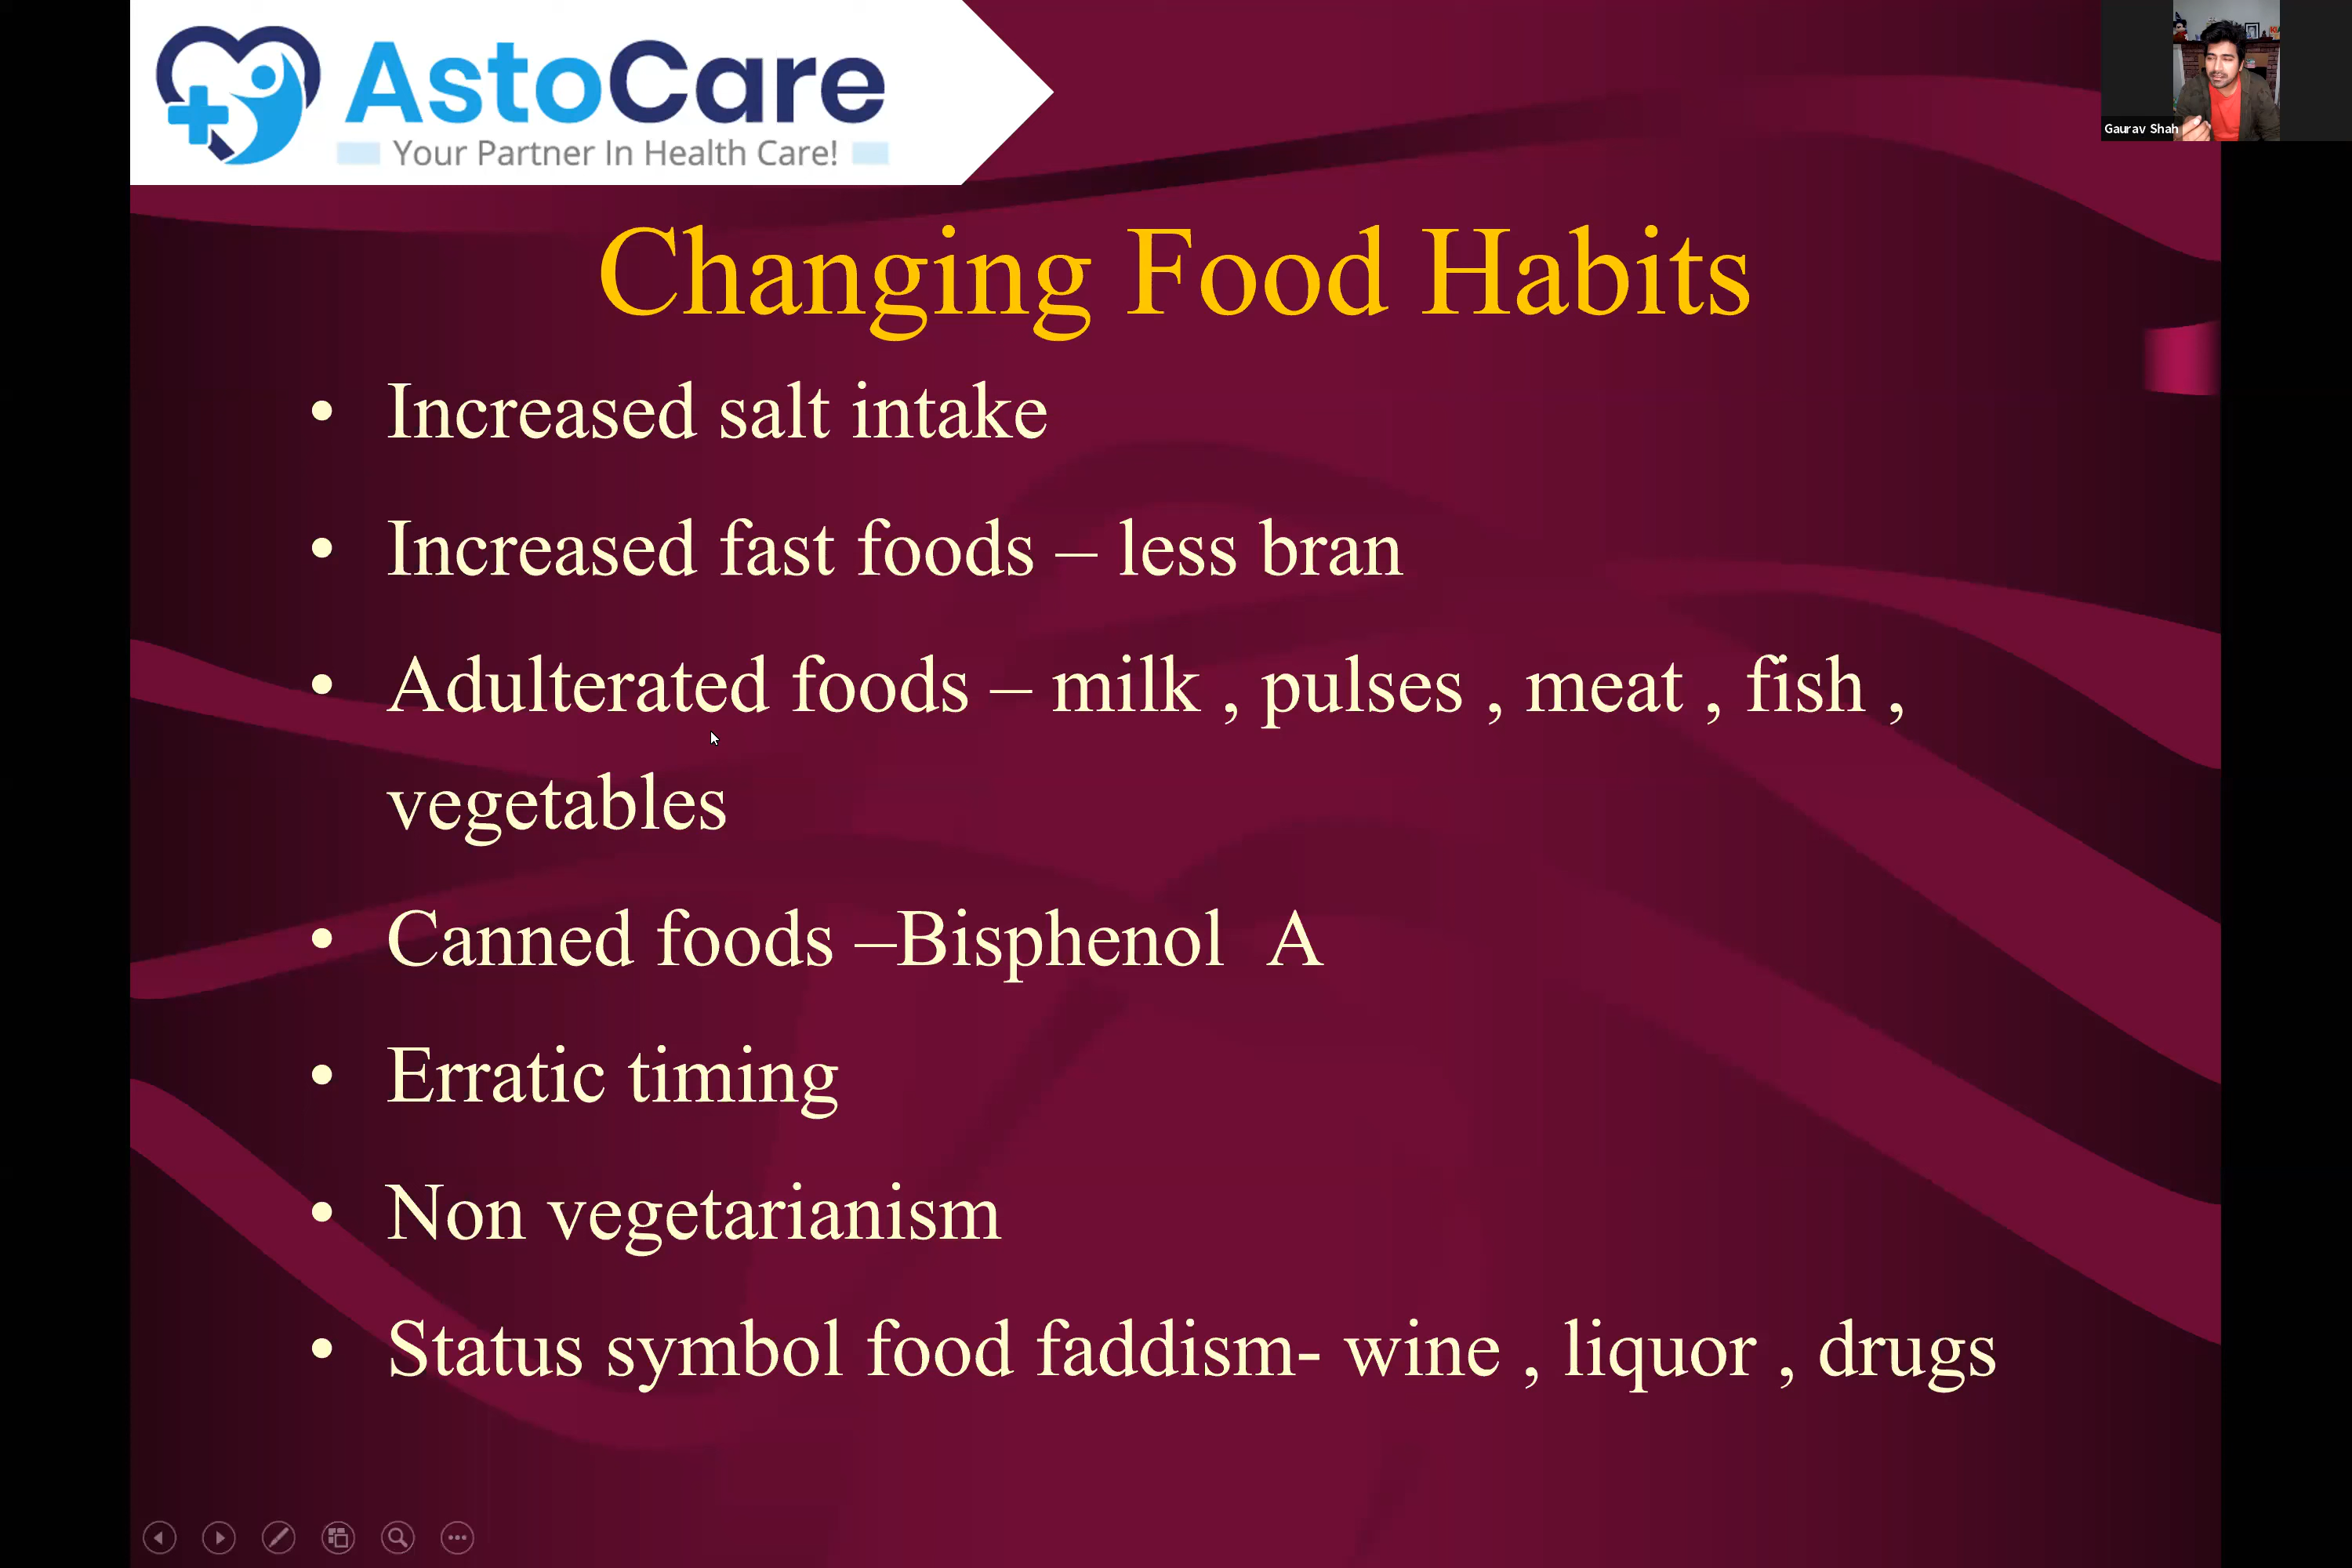 AstoCare
Your Partner In Health Care!
Gaurav Shah
Changing Food Habits
• Increased salt intake
• Increased fast foods – less bran
• Adulterated foods – milk , pulses , meat , fish ,
vegetables
• Canned foods –Bisphenol  A
• Erratic timing
• Non vegetarianism
• Status symbol food faddism- wine , liquor , drugs